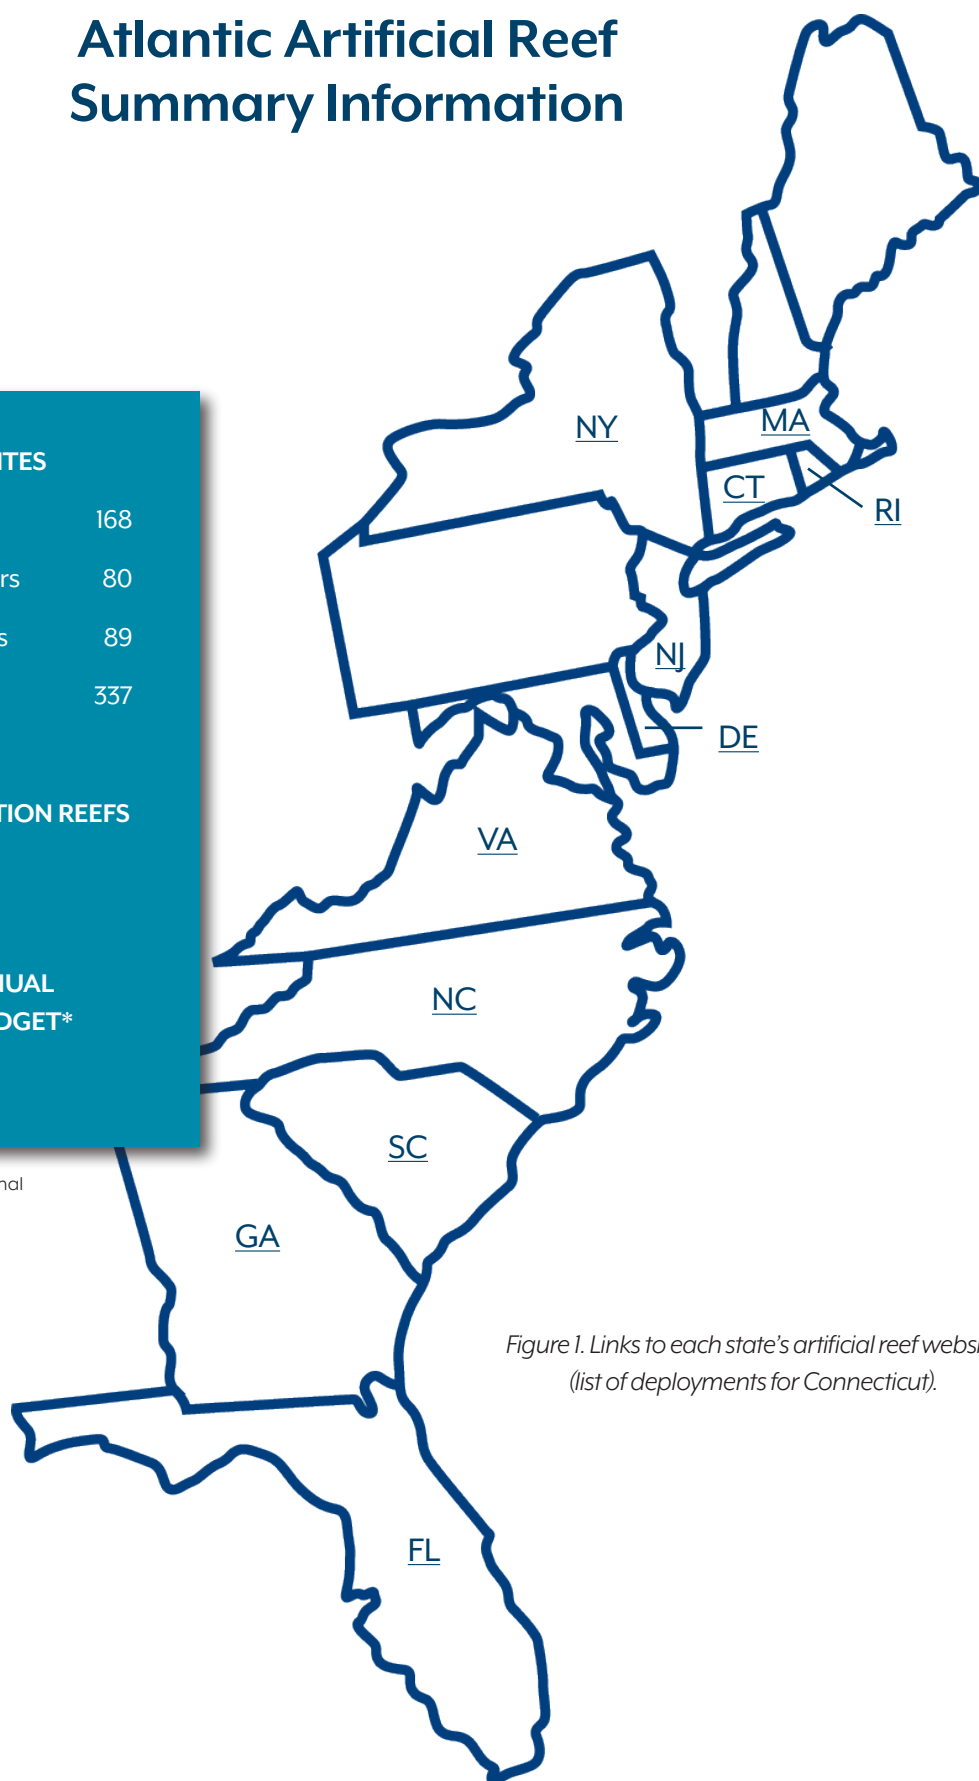 Atlantic Artificial Reef
Summary Information
ITES
168
rs 80
s 89
337
TION REEFS
NUAL
DGET*
nal
NY
MA
CT
RI
NJ
DE
VA
NC
SC
GA
FL
Figure 1. Links to each state's artificial reef websi
(list of deployments for Connecticut).